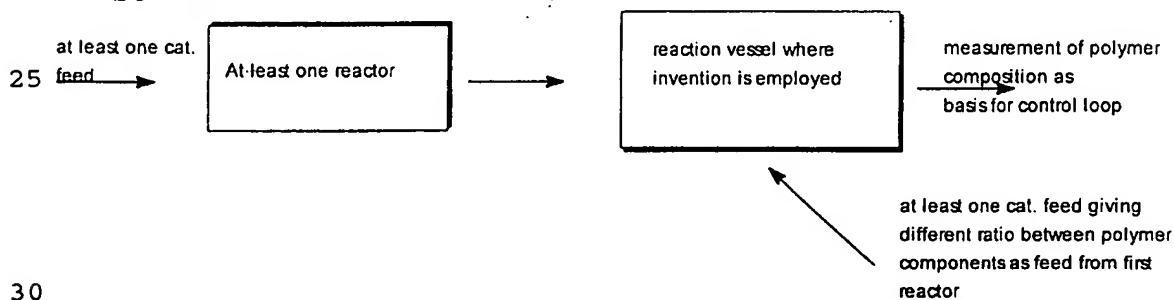 at least one cat.
25 feed
At least one reactor
reaction vessel where
invention is employed
measurement of polymer
composition as
basis for control loop
at least one cat. feed giving
different ratio between polymer
components as feed from first
reactor
30